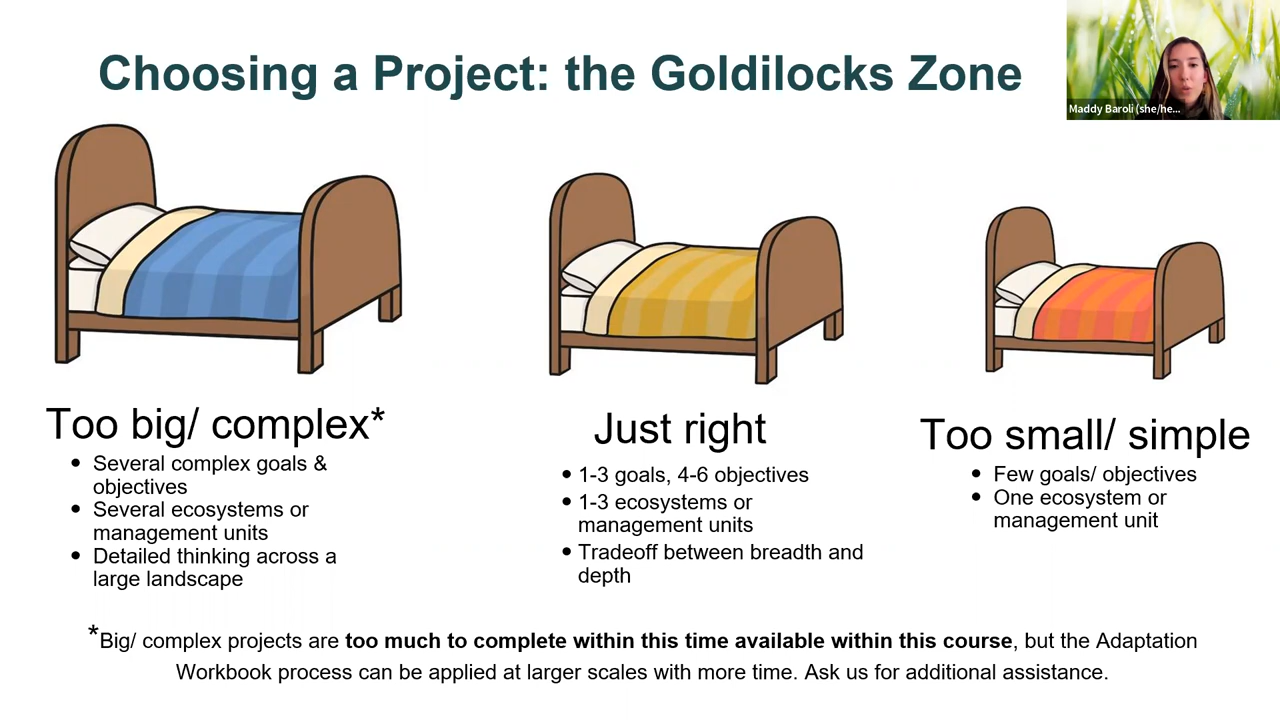 Choosing a Project: the Goldilocks Zone
Maddy Baroli (she/he...
Too big/ complex*
• Several complex goals &
objectives
• Several ecosystems or
management units
• Detailed thinking across a
large landscape
Just right
• 1-3 goals, 4-6 objectives
• 1-3 ecosystems or
management units
• Tradeoff between breadth and
depth
Too small/ simple
• Few goals/ objectives
• One ecosystem or
management unit
*Big/ complex projects are too much to complete within this time available within this course, but the Adaptation
Workbook process can be applied at larger scales with more time. Ask us for additional assistance.